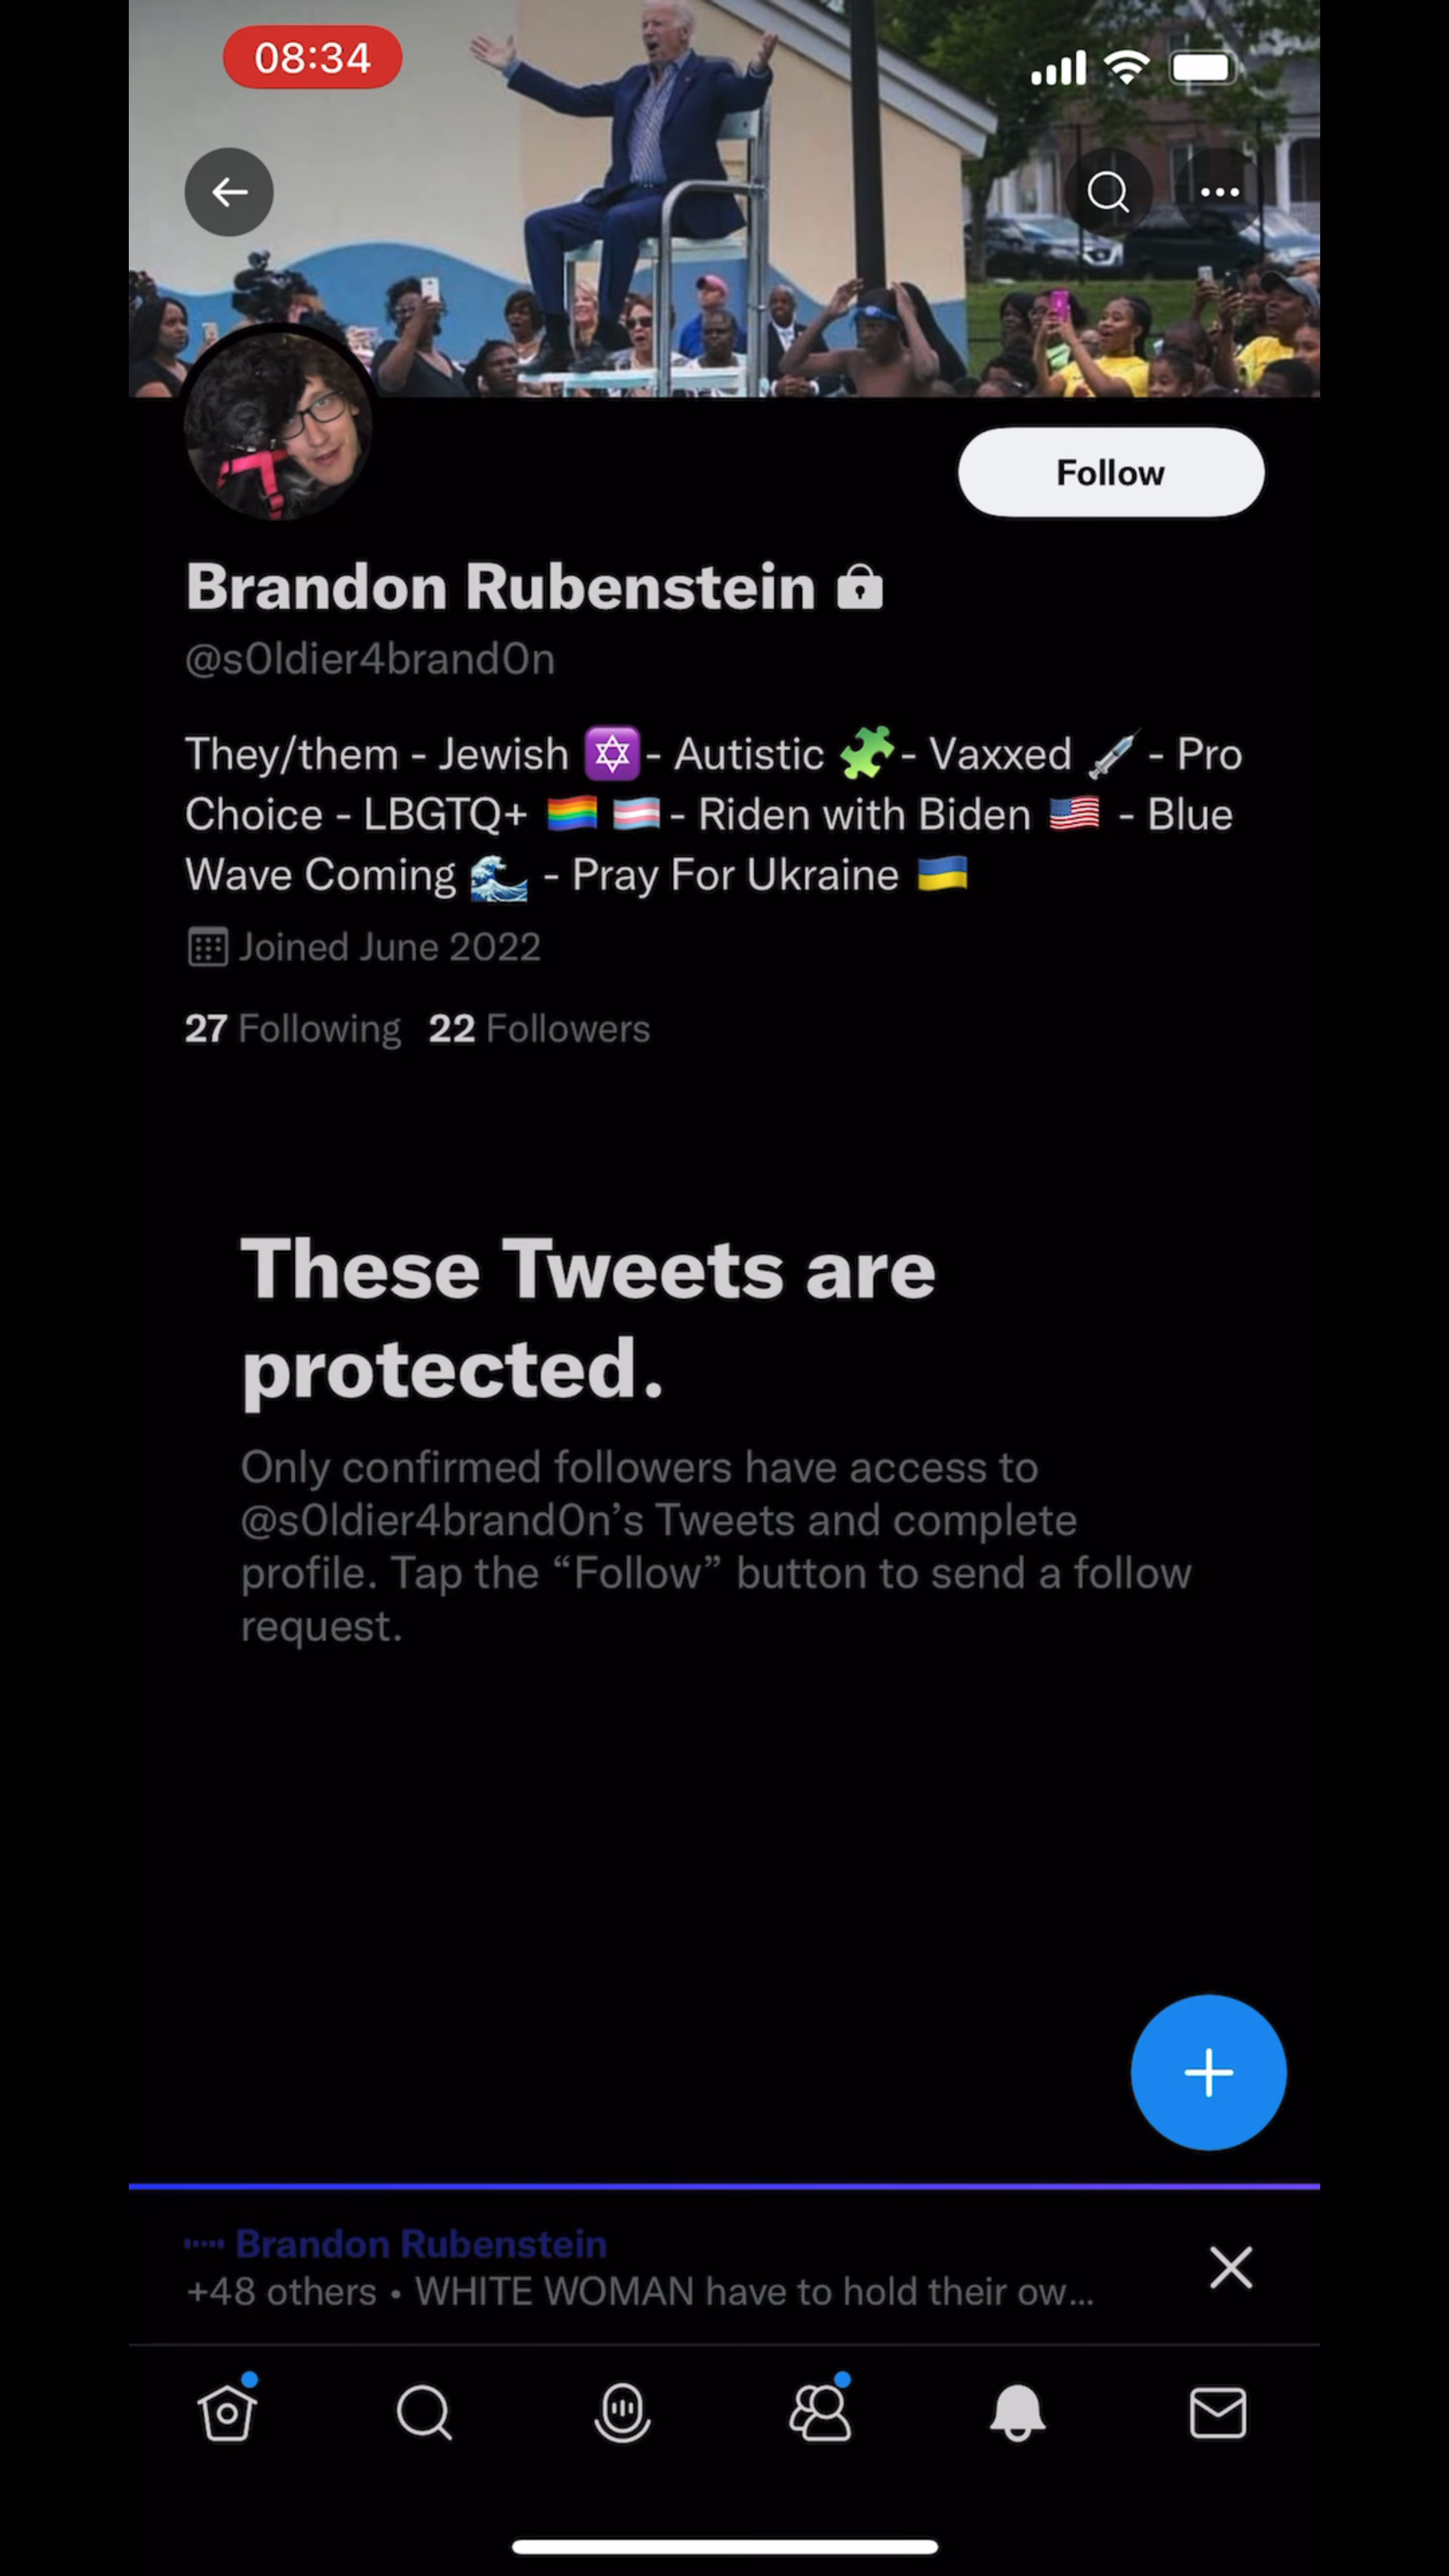 08:34
Follow
Brandon Rubenstein
@s0ldier4brand0n
They/them - Jewish ✡️- Autistic 🧩- Vaxxed 💉 - Pro
Choice - LBGTQ+ 🏳️‍🌈 🏳️‍⚧️- Riden with Biden 🇺🇸 - Blue
Wave Coming 🌊 - Pray For Ukraine 🇺🇦
Joined June 2022
27 Following 22 Followers
These Tweets are
protected.
Only confirmed followers have access to
@s0ldier4brand0n’s Tweets and complete
profile. Tap the “Follow” button to send a follow
request.
Brandon Rubenstein
+48 others • WHITE WOMAN have to hold their ow...